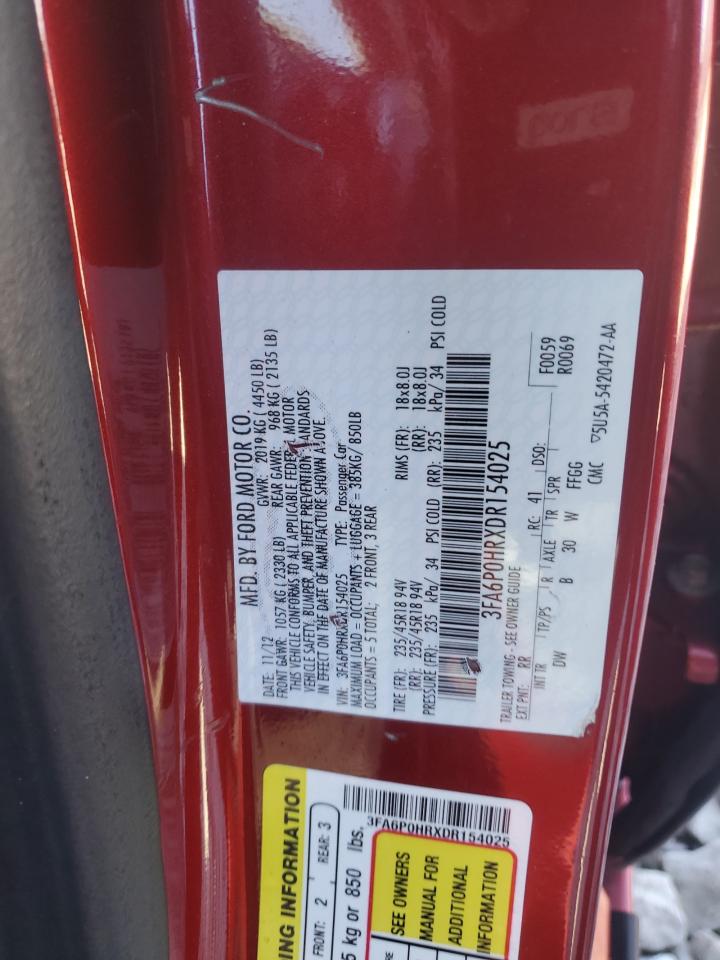 MFD. BY FORD MOTOR CO.
DATE: 11/12 GVWR: 2019 KG ( 4450 LB)
FRONT GAWR: 1057 KG ( 2330 LB) REAR GAWR: 968 KG ( 2135 LB)
THIS VEHICLE CONFORMS TO ALL APPLICABLE FEDERAL MOTOR
VEHICLE SAFETY, BUMPER, AND THEFT PREVENTION STANDARDS
IN EFFECT ON THE DATE OF MANUFACTURE SHOWN ABOVE.
VIN: 3FA6P0HRXDR154025 TYPE: Passenger Car
MAXIMUM LOAD = OCCUPANTS + LUGGAGE = 385KG/ 850LB
OCCUPANTS = 5 TOTAL; 2 FRONT, 3 REAR
TIRE (FR): 235/45R18 94V RIMS (FR): 18x8.0J
(RR): 235/45R18 94V (RR): 18x8.0J
PRESSURE (FR): 235 kPa/ 34 PSI COLD (RR): 235 kPa/ 34 PSI COLD
3FA6P0HRXDR154025
TRAILER TOWING - SEE OWNER GUIDE
EXT PNT: RR RC: 41 DSO: F0059
R0069
INT TR TP/PS R AXLE TR SPR
DW B 30 W FFGG
CMC 5U5A-5420472-AA
ING INFORMATION
FRONT: 2 REAR: 3
5 kg or 850 lbs.
3FA6P0HRXDR154025
SEE OWNERS
MANUAL FOR
ADDITIONAL
INFORMATION